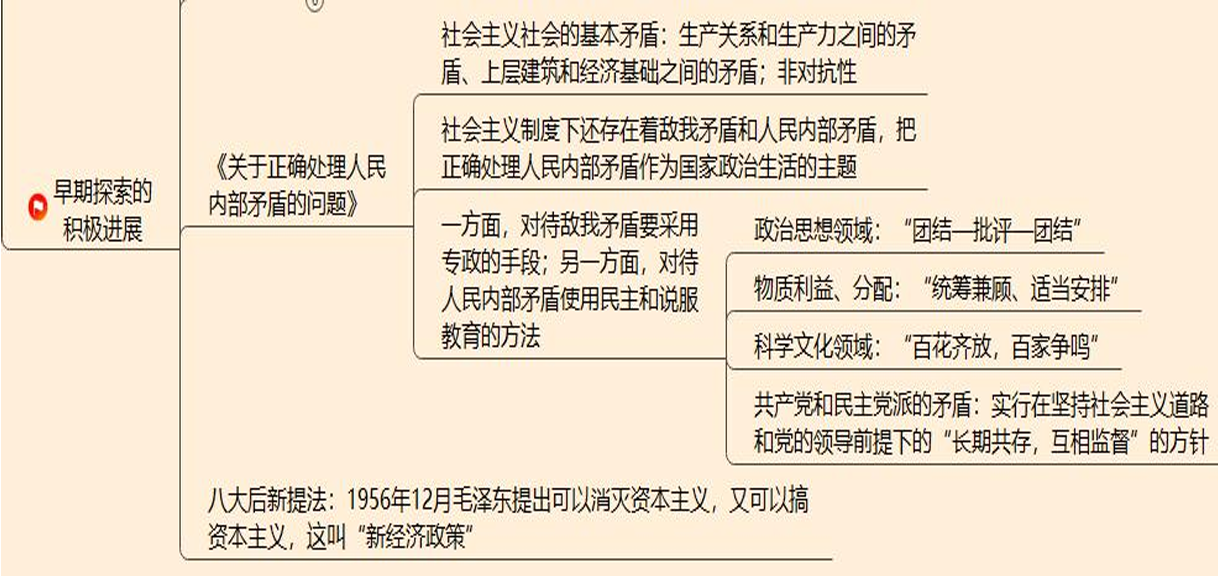 早期探索的
积极进展
《关于正确处理人民
内部矛盾的问题》
社会主义社会的基本矛盾：生产关系和生产力之间的矛
盾、上层建筑和经济基础之间的矛盾；非对抗性
社会主义制度下还存在着敌我矛盾和人民内部矛盾，把
正确处理人民内部矛盾作为国家政治生活的主题
一方面，对待敌我矛盾要采用
专政的手段；另一方面，对待
人民内部矛盾使用民主和说服
教育的方法
政治思想领域：“团结—批评—团结”
物质利益、分配：“统筹兼顾、适当安排”
科学文化领域：“百花齐放，百家争鸣”
共产党和民主党派的矛盾：实行在坚持社会主义道路
和党的领导前提下的“长期共存，互相监督”的方针
八大后新提法：1956年12月毛泽东提出可以消灭资本主义，又可以搞
资本主义，这叫“新经济政策”